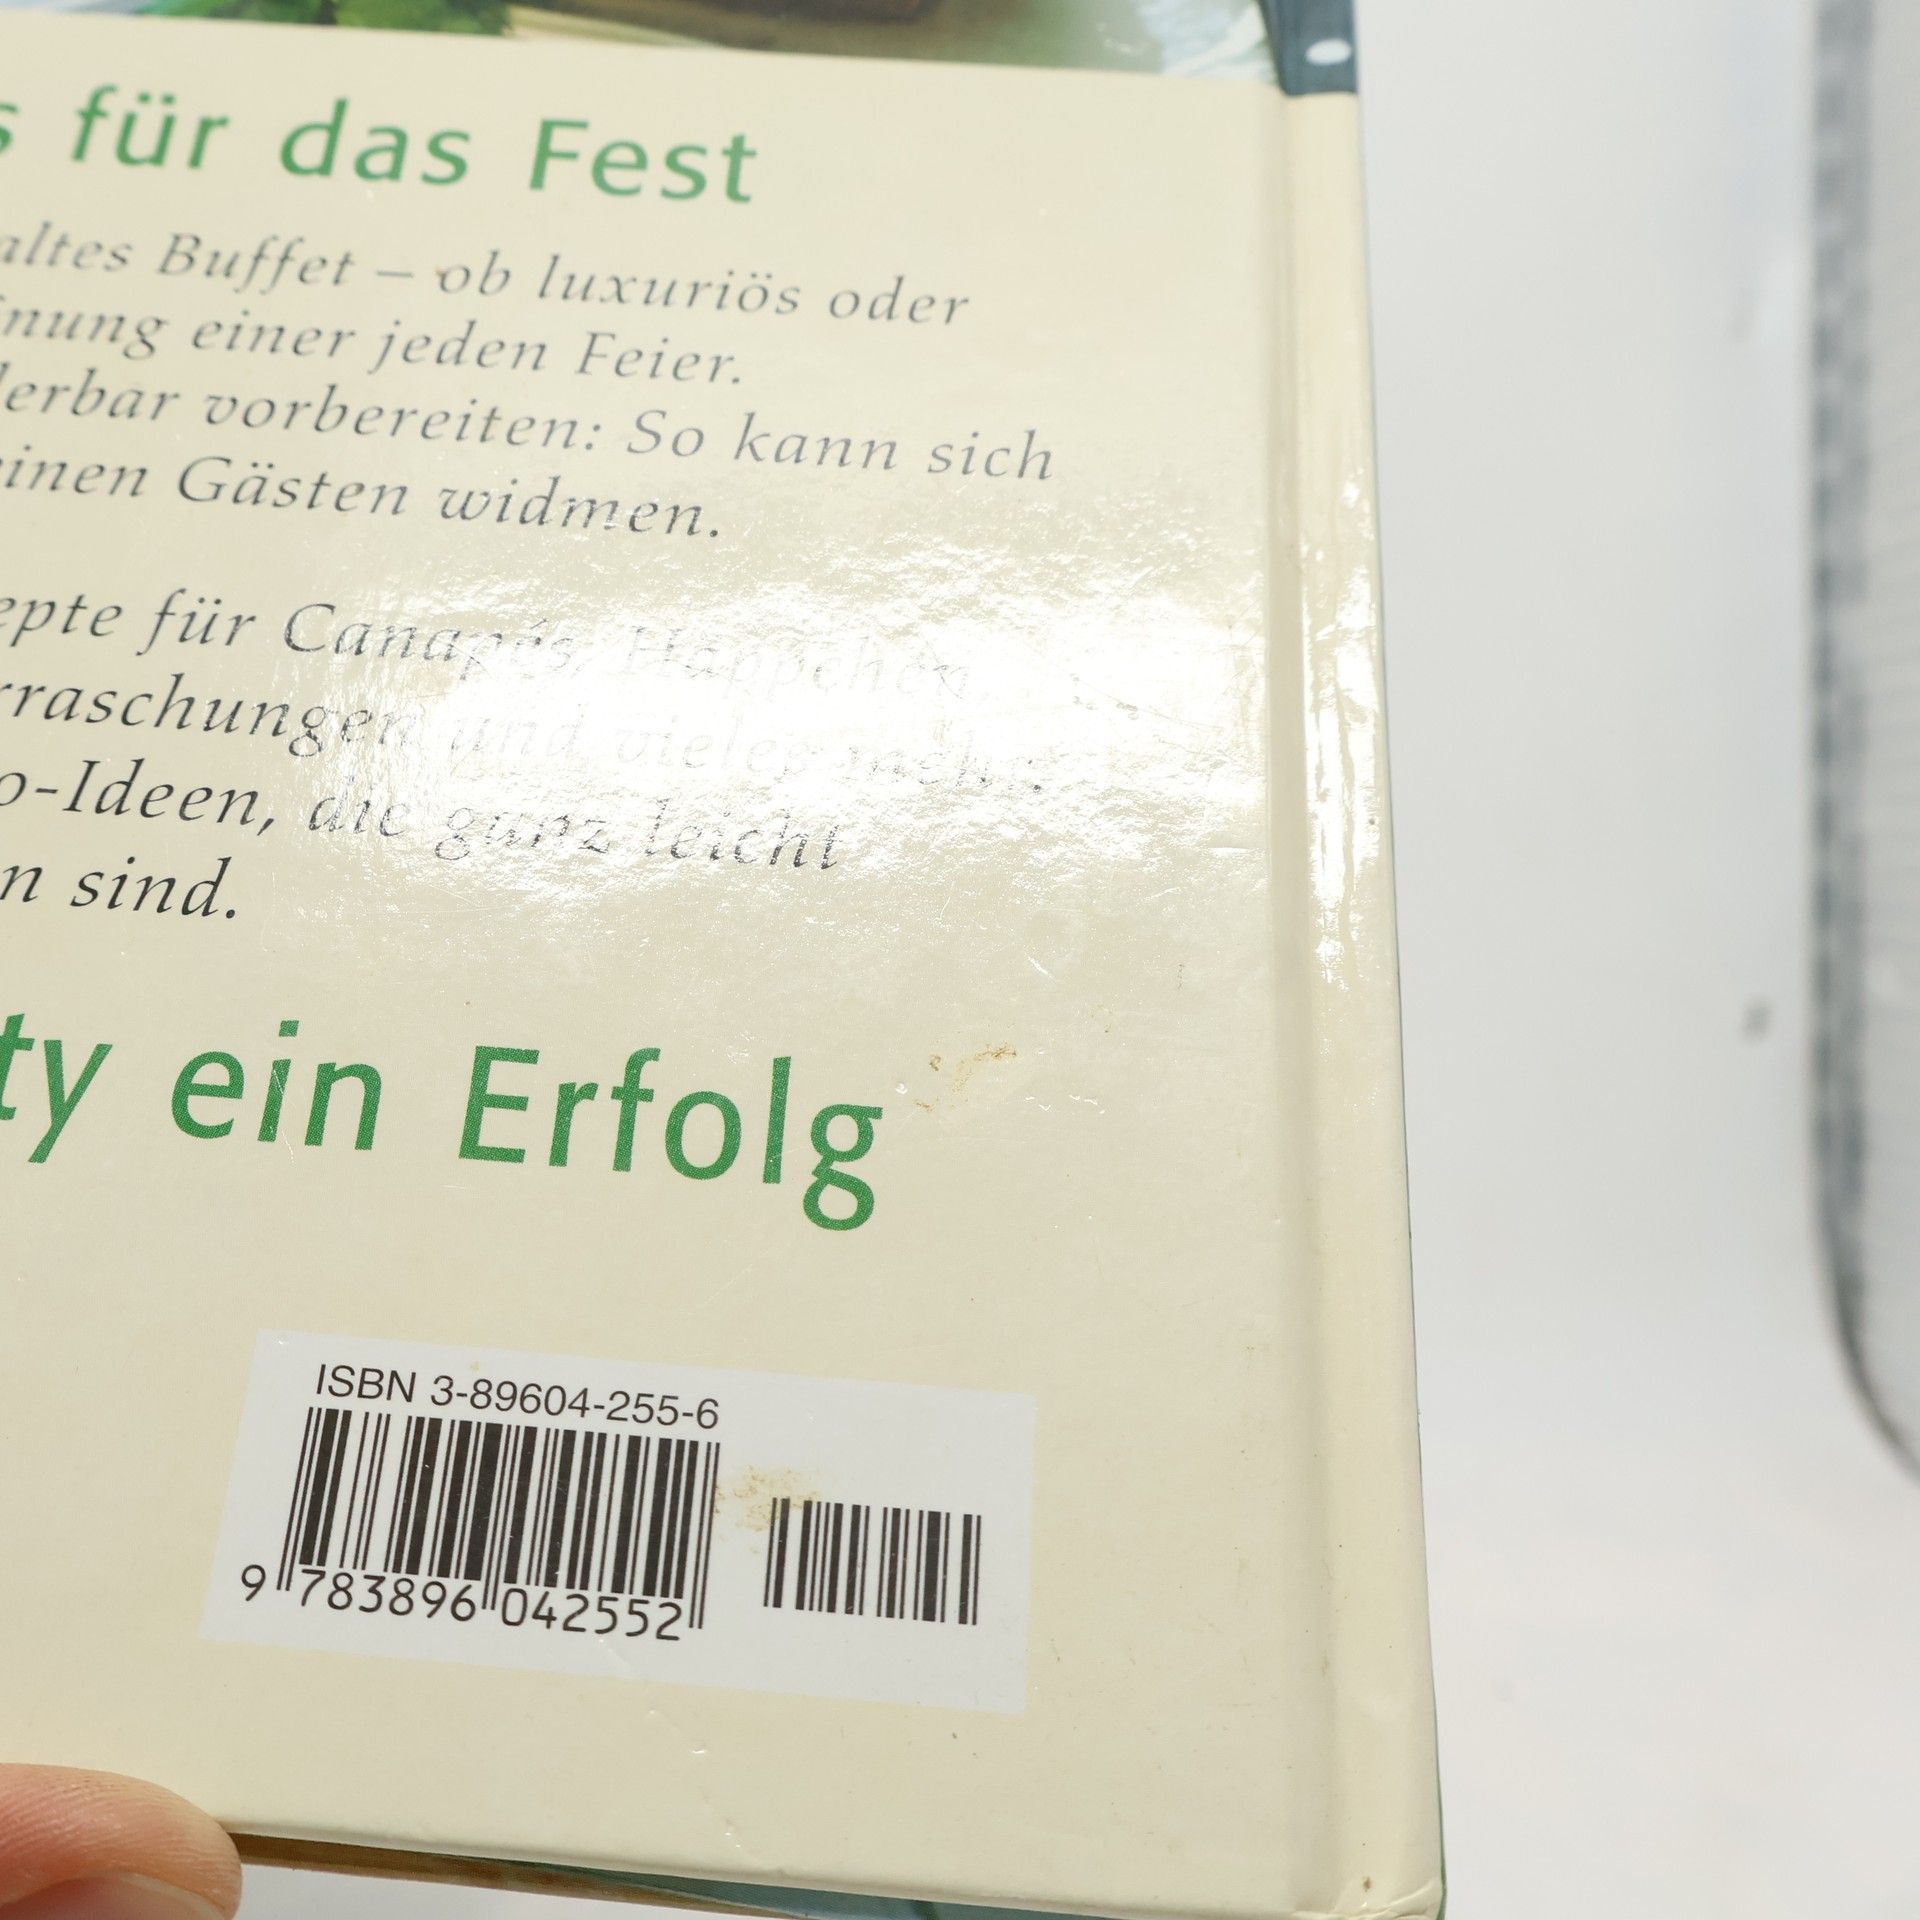 s für das Fest
altes Buffet – ob luxuriös oder
nung einer jeden Feier.
derbar vorbereiten: So kann sich
einen Gästen widmen.
epte für Canapés, Häppchen,
rraschungen und vieles mehr.
o-Ideen, die ganz leicht
n sind.
ty ein Erfolg
ISBN 3-89604-255-6
9 783896 042552